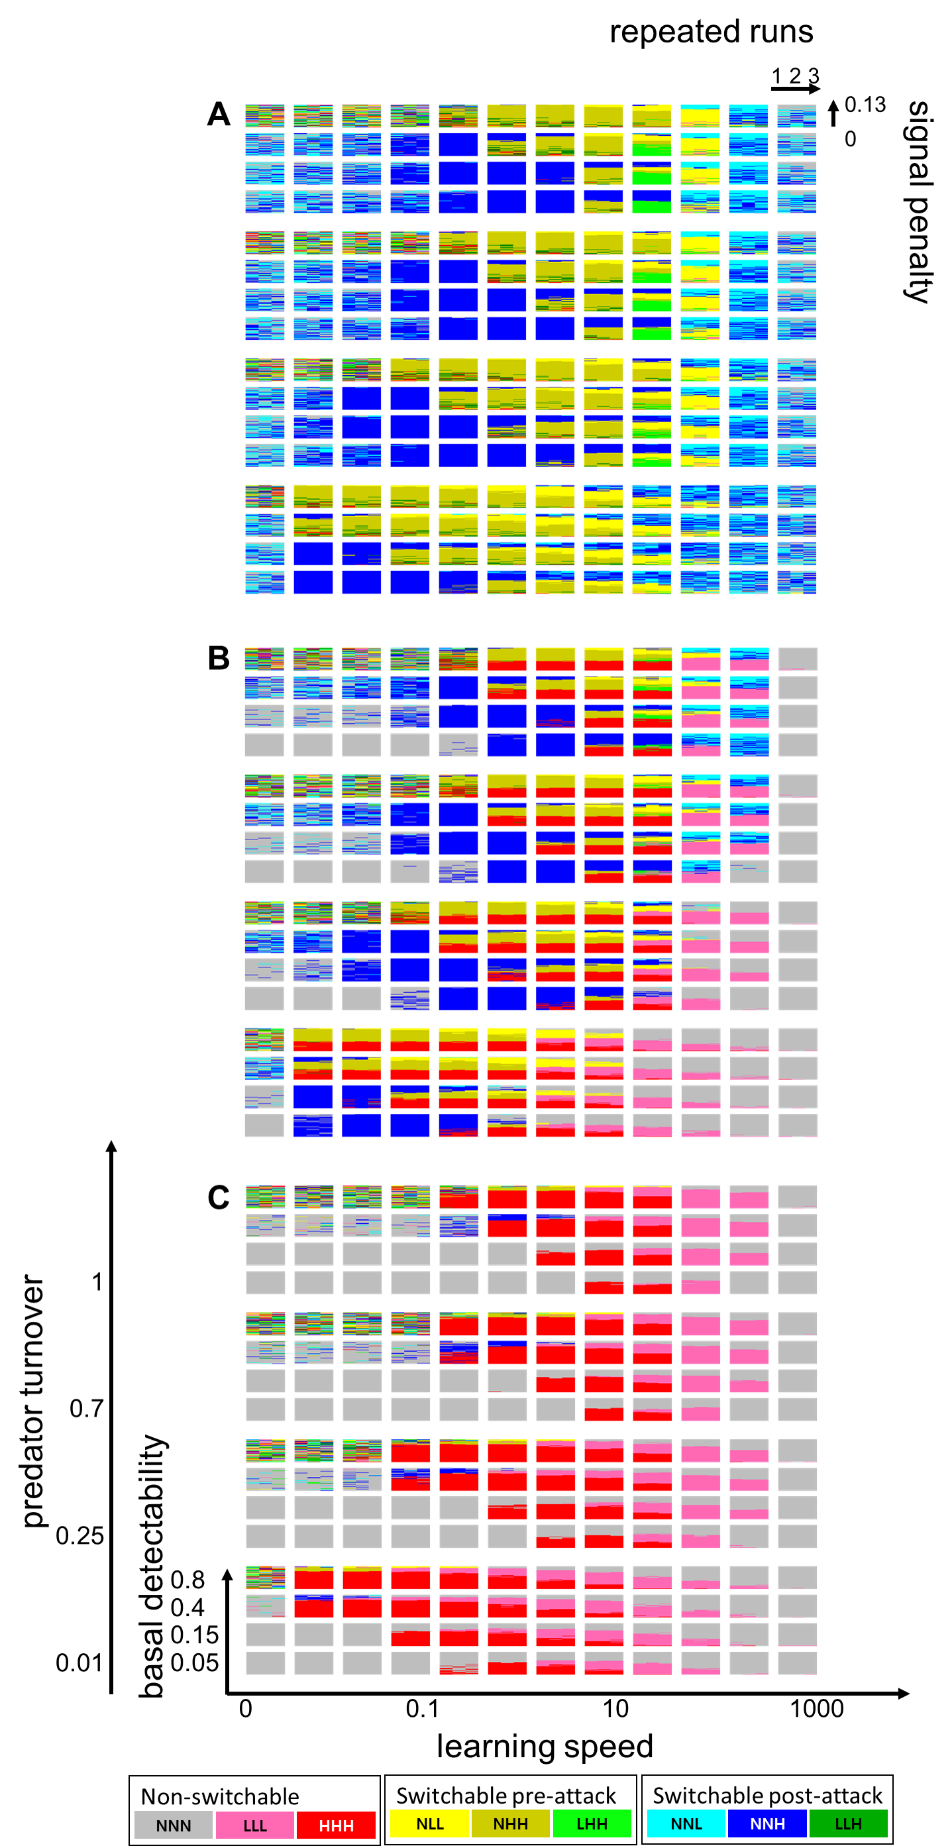 repeated runs
1 2 3
A
0.13
0
signal penalty
B
C
predator turnover
1
0.7
0.25
0.01
basal detectability
0.8
0.4
0.15
0.05
0 0.1 10 1000
learning speed
Non-switchable
NNN LLL HHH
Switchable pre-attack
NLL NHH LHH
Switchable post-attack
NNL NNH LLH